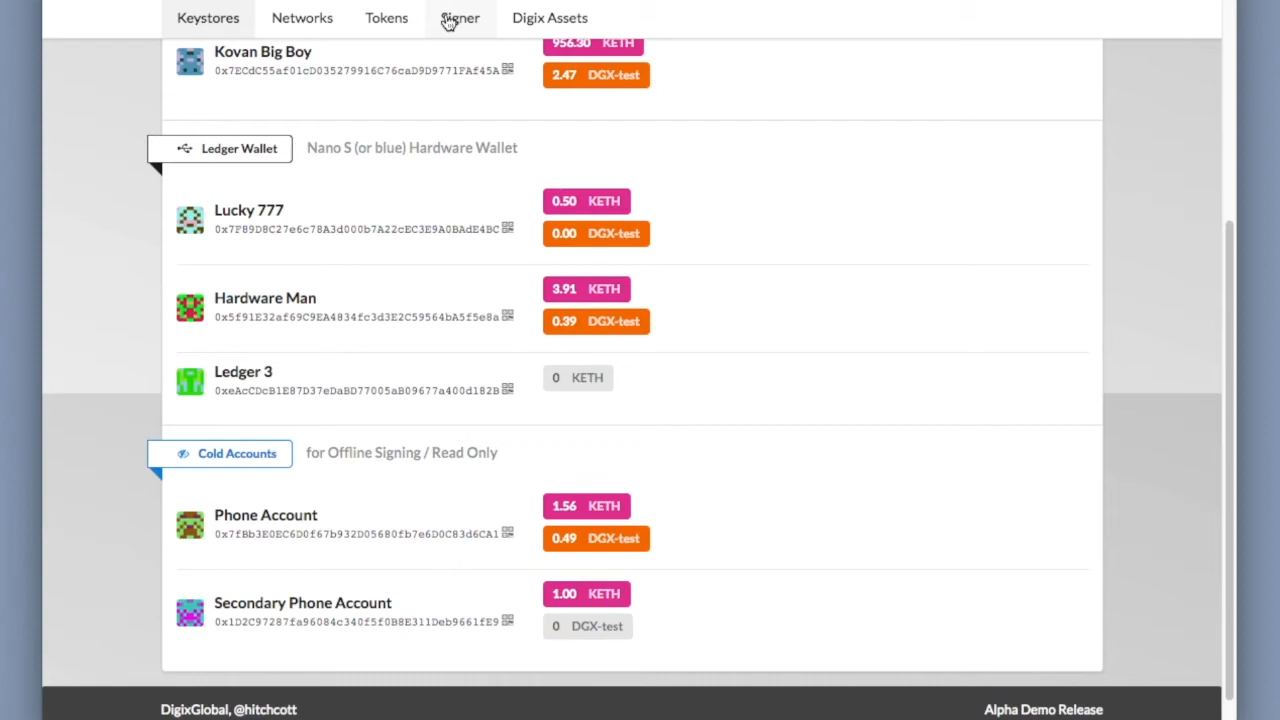 Keystores Networks Tokens Signer Digix Assets
Kovan Big Boy
956.30 KETH
0x7ECdC55af01cD035279916C76caD9D9771FAf45A
2.47 DGX-test
Ledger Wallet Nano S (or blue) Hardware Wallet
Lucky 777
0.50 KETH
0x7F89D8C27e6c78A3d000b7A22cEC3E9A0BAdE4BC
0.00 DGX-test
Hardware Man
3.91 KETH
0x5f91E32af69C9EA4834fc3d3E2C59564bA5f5e8a
0.39 DGX-test
Ledger 3
0 KETH
0xeAcCDcB1E87D37eDaBD77005aB09677a400d182B
Cold Accounts for Offline Signing / Read Only
Phone Account
1.56 KETH
0x7fBb3E0EC6D0f67b932D05680fb7e6D0C83d6CA1
0.49 DGX-test
Secondary Phone Account
1.00 KETH
0x1D2C97287fa96084c340f5f0B8E311Deb9661fE9
0 DGX-test
DigixGlobal, @hitchcott Alpha Demo Release